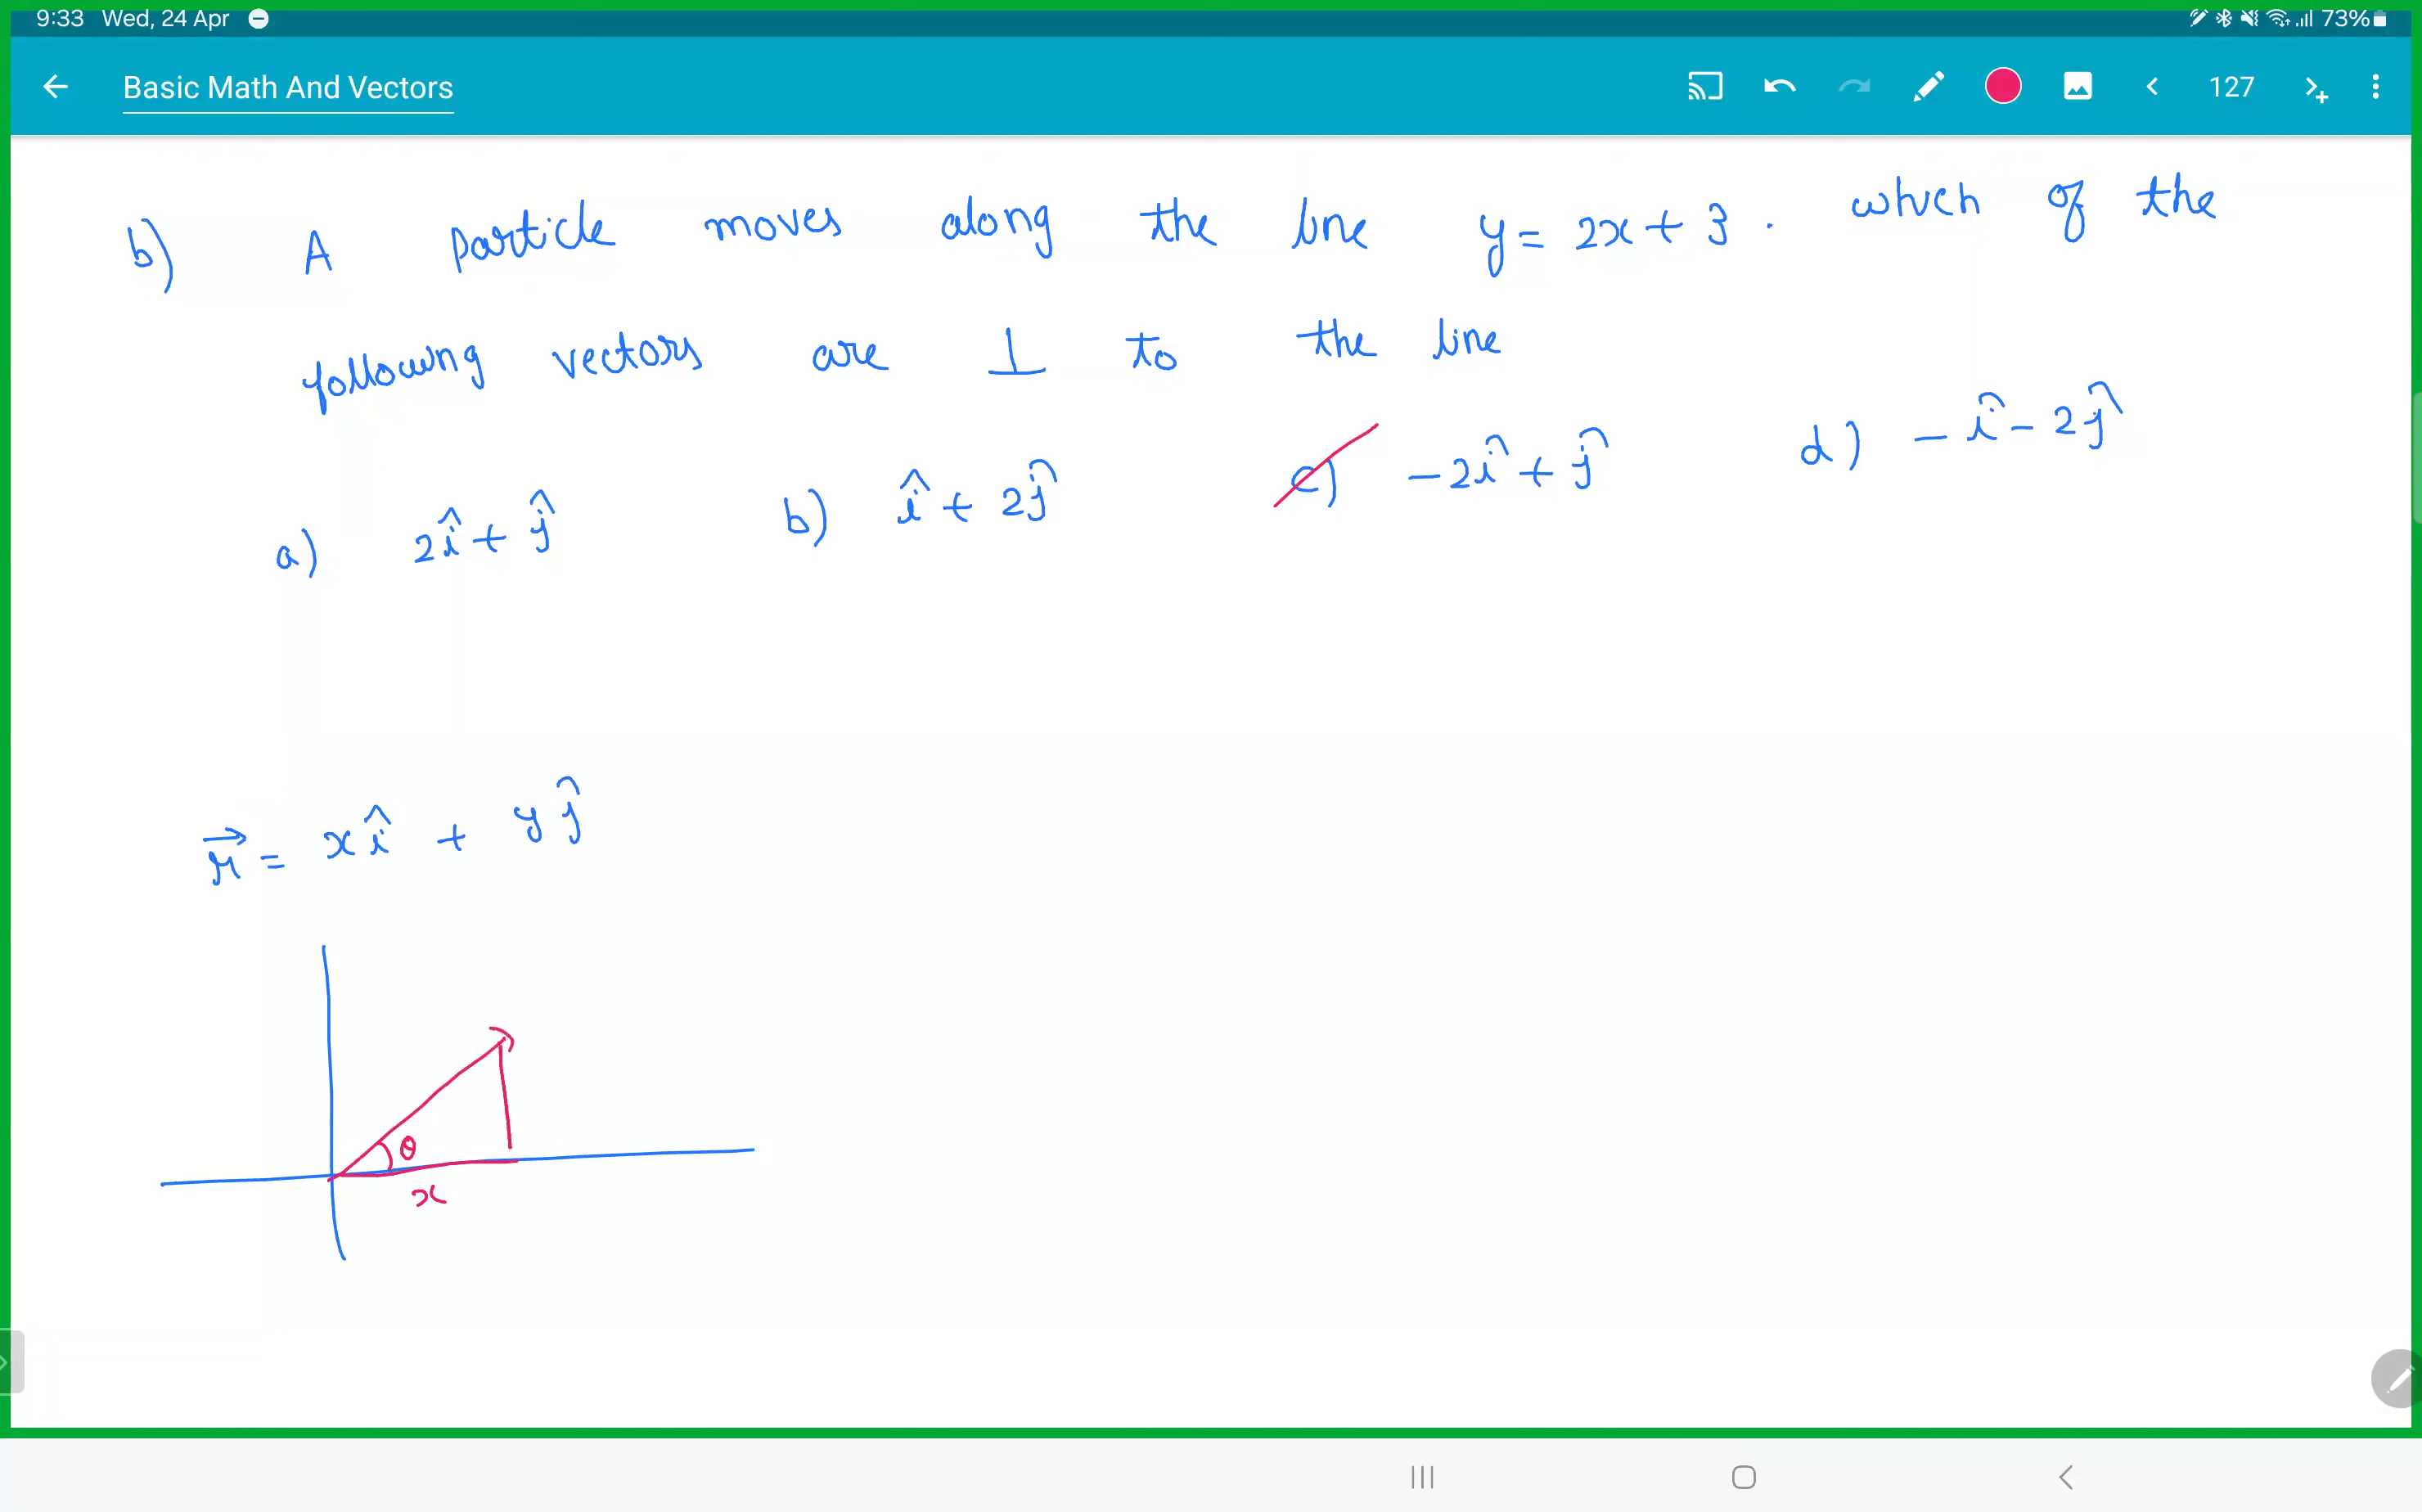 9:33 Wed, 24 Apr 73%
Basic Math And Vectors 127
b) A particle moves along the line y = 2x + 3 . which of the
following vectors are ⊥ to the line
a) 2î + ĵ b) î + 2ĵ c) -2î + ĵ d) -î - 2ĵ
r⃗ = xî + yĵ
θ
x